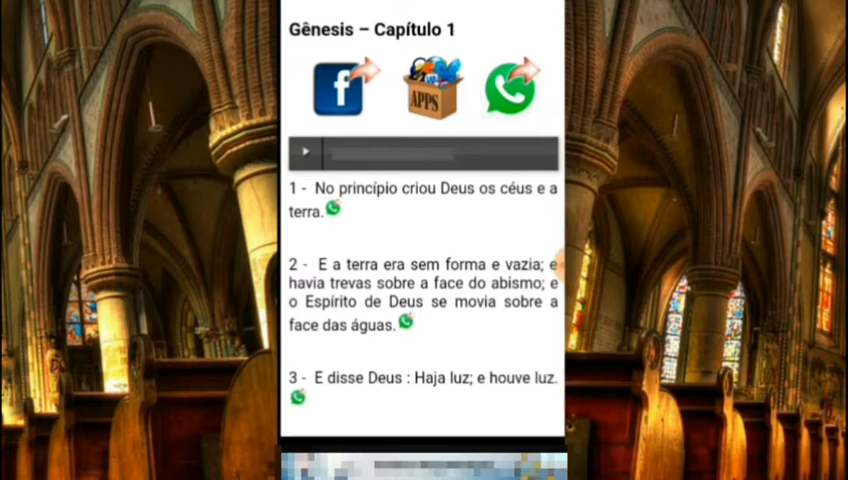 Gênesis – Capítulo 1
f
APPS
1 - No princípio criou Deus os céus e a
terra.
2 - E a terra era sem forma e vazia; e
havia trevas sobre a face do abismo; e
o Espírito de Deus se movia sobre a
face das águas.
3 - E disse Deus : Haja luz; e houve luz.